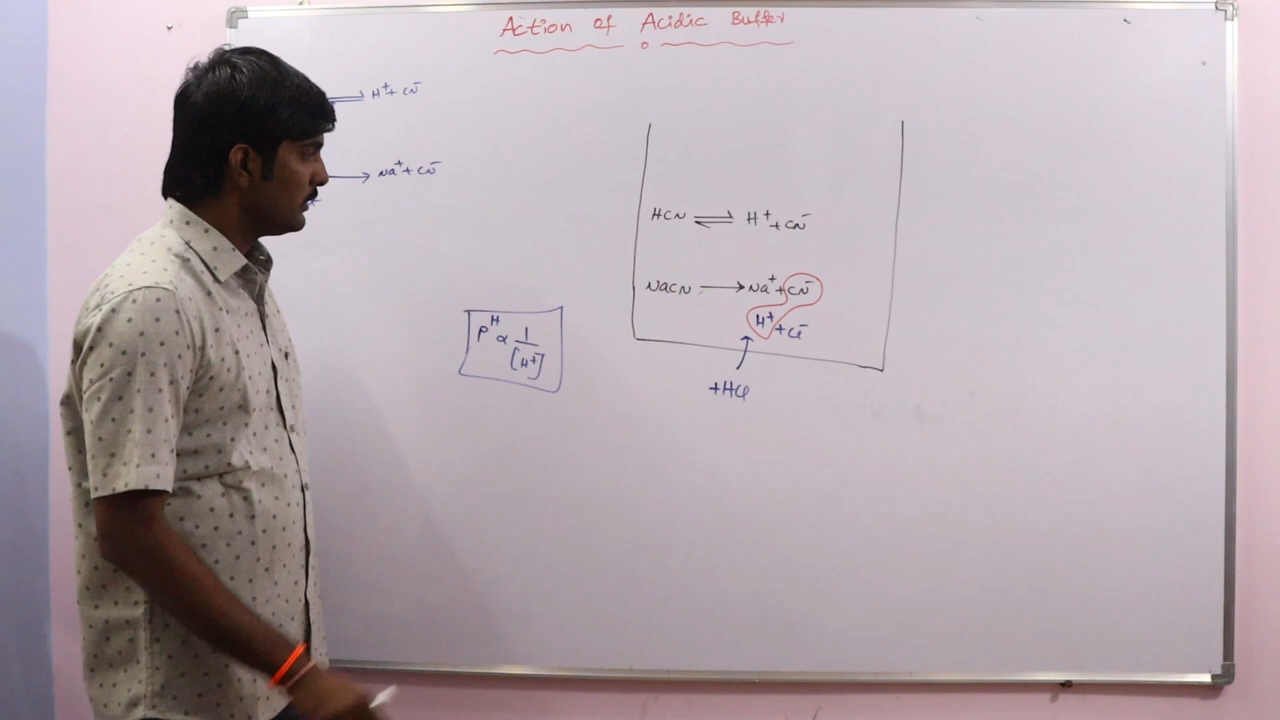 Action of Acidic Buffer
⇌ H⁺ + CN⁻
→ Na⁺ + CN⁻
HCN ⇌ H⁺ + CN⁻
NaCN → Na⁺ + CN⁻
H⁺ + Cl⁻
+HCl
pH ∝ 1/[H⁺]